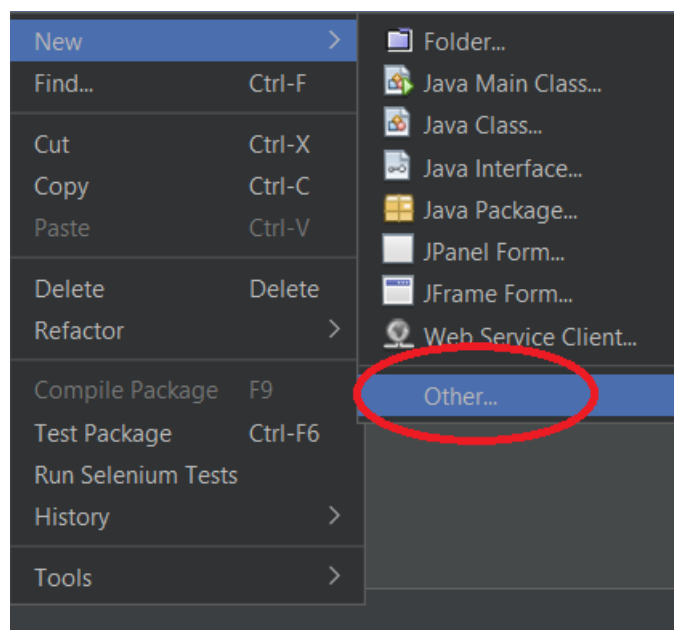 New
Find... Ctrl-F
Cut Ctrl-X
Copy Ctrl-C
Paste Ctrl-V
Delete Delete
Refactor
Compile Package F9
Test Package Ctrl-F6
Run Selenium Tests
History
Tools
Folder...
Java Main Class...
Java Class...
Java Interface...
Java Package...
JPanel Form...
JFrame Form...
Web Service Client...
Other...